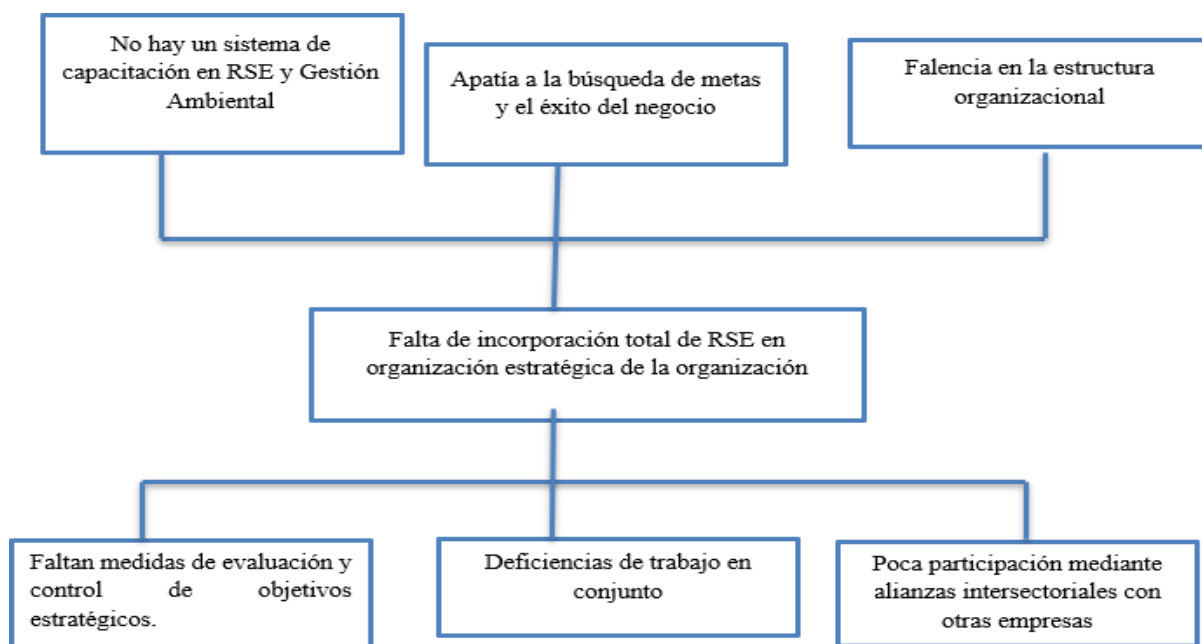 No hay un sistema de
capacitación en RSE y Gestión
Ambiental
Apatía a la búsqueda de metas
y el éxito del negocio
Falencia en la estructura
organizacional
Falta de incorporación total de RSE en
organización estratégica de la organización
Faltan medidas de evaluación y
control de objetivos
estratégicos.
Deficiencias de trabajo en
conjunto
Poca participación mediante
alianzas intersectoriales con
otras empresas